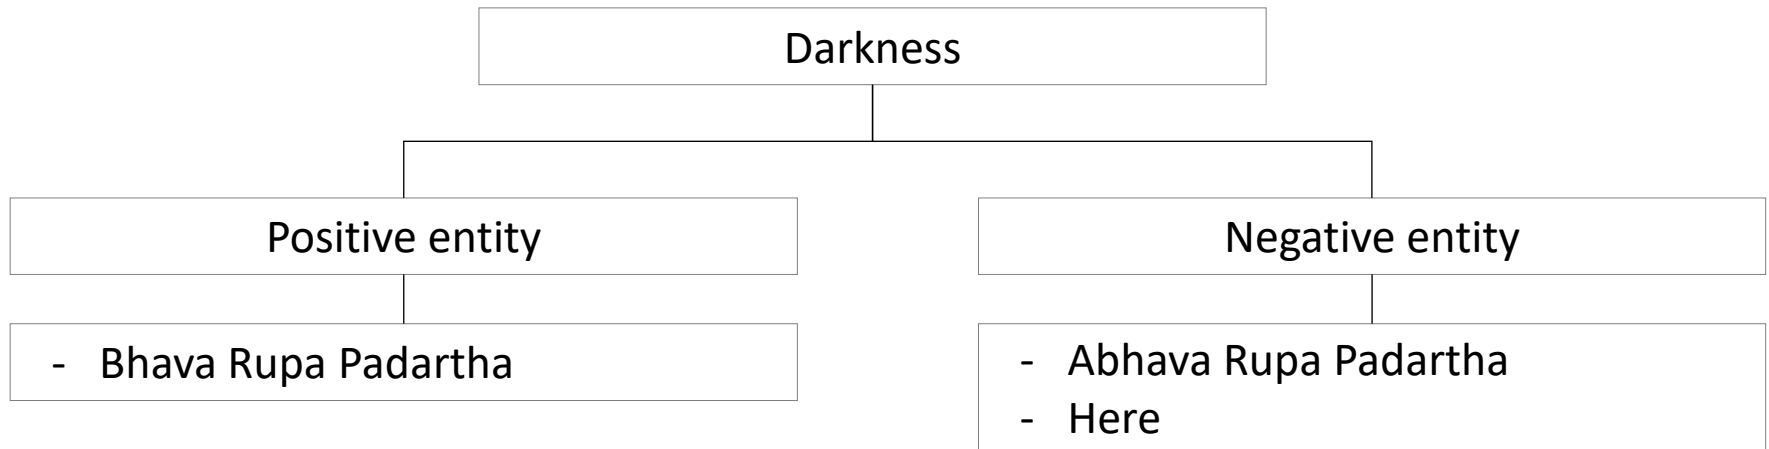 Darkness
Positive entity
Negative entity
- Bhava Rupa Padartha
- Abhava Rupa Padartha
- Here